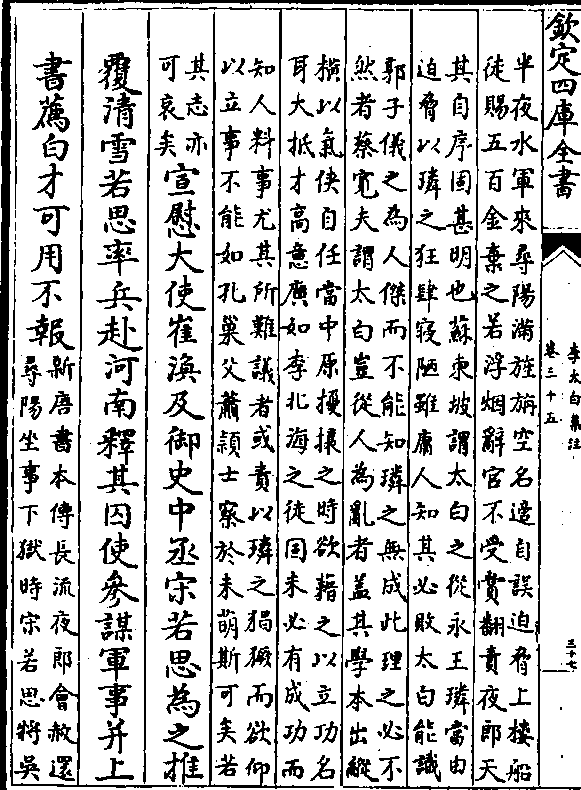 欽定四庫全書
李太白集注
卷三十五
三十七
半夜水軍來尋陽滿旌旃空名適自誤迫脅上樓船
徒賜五百金棄之若浮烟辭官不受賞翻責夜郎天
其自序固甚明也蘇東坡謂太白之從永王璘當由
迫脅以璘之狂肆寢陋雖庸人知其必敗太白能識
郭子儀之為人傑而不能知璘之無成此理之必不
然者蔡寛夫謂太白豈從人為亂者盖其學本出縱
橫以氣俠自任當中原擾攘之時欲藉之以立功名
耳大抵才高意廣如李北海之徒固未必有成功而
知人料事尤其所難議者或責以璘之猖獗而欲仰
以立事不能如孔巢父蕭頴士察於未萌斯可矣若
其志亦
可哀矣
宣慰大使崔渙及御史中丞宋若思為之推
覆清雪若思率兵赴河南釋其囚使參謀軍事并上
書薦白才可用不報
新唐書本傳長流夜郎會赦還
尋陽坐事下獄時宋若思將吳